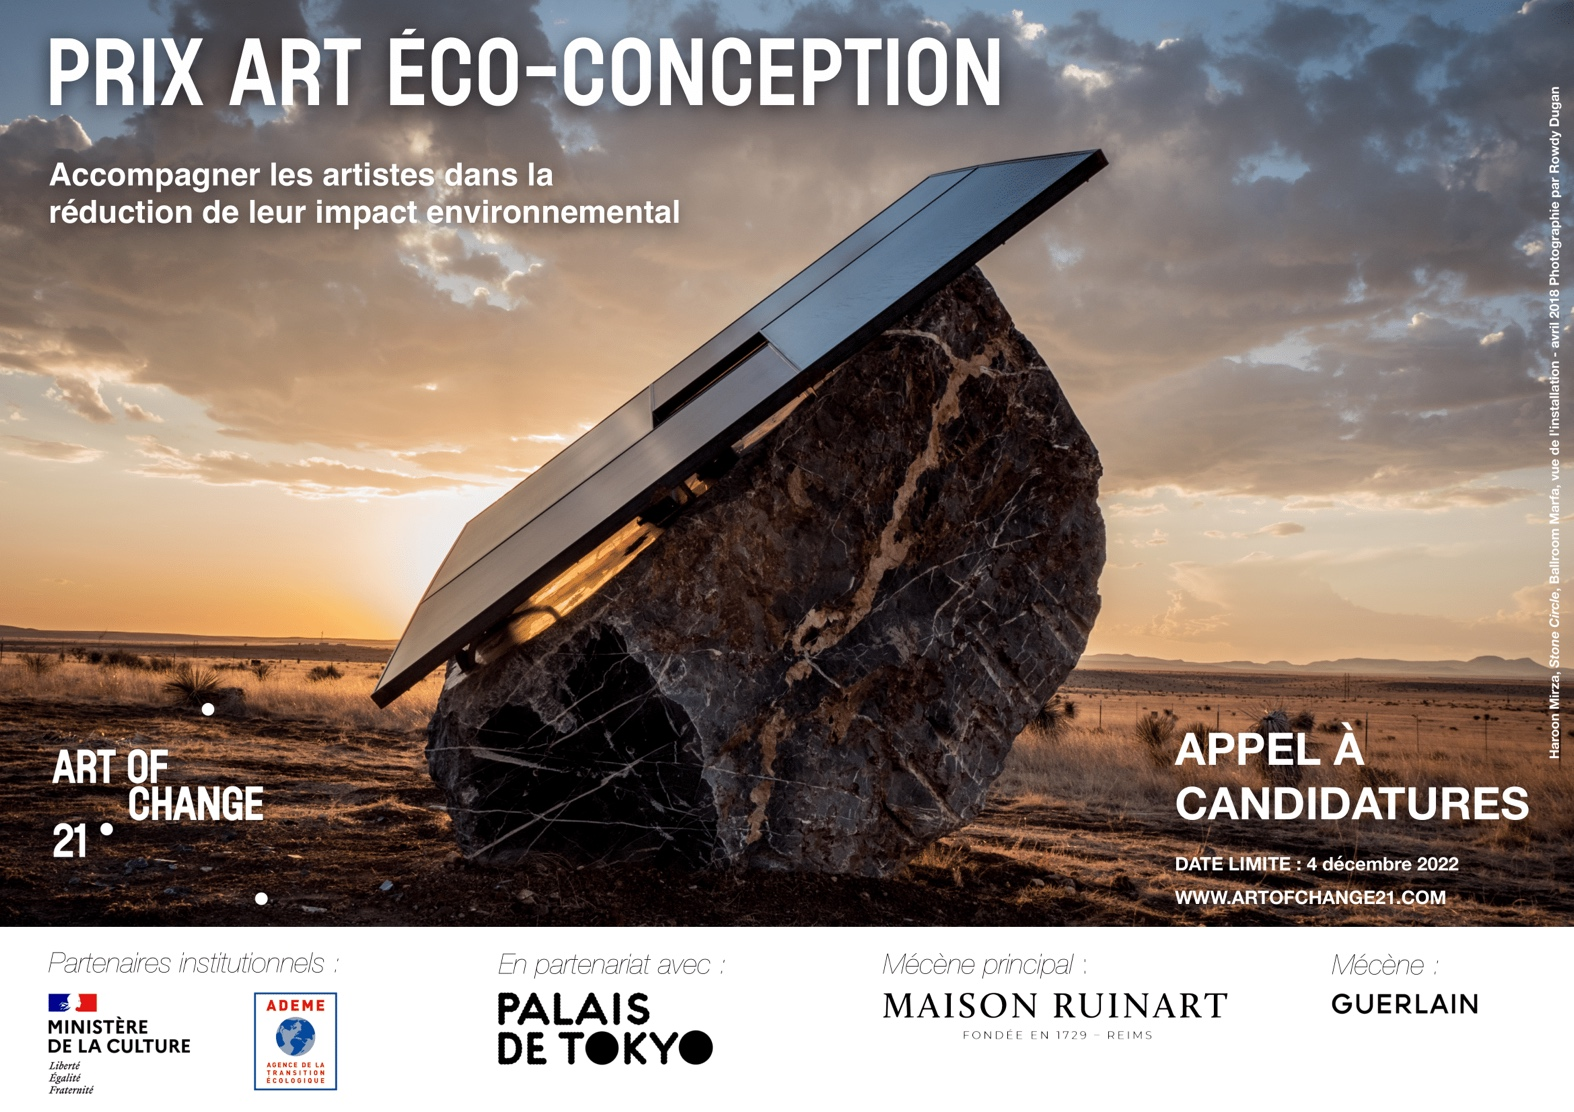 PRIX ART ÉCO-CONCEPTION
Accompagner les artistes dans la
réduction de leur impact environnemental
Haroon Mirza, Stone Circle, Ballroom Marfa, vue de l'installation - avril 2018 Photographie par Rowdy Dugan
ART OF
CHANGE
21
APPEL À
CANDIDATURES
DATE LIMITE : 4 décembre 2022
WWW.ARTOFCHANGE21.COM
Partenaires institutionnels :
MINISTÈRE
DE LA CULTURE
Liberté
Égalité
Fraternité
ADEME
AGENCE DE LA
TRANSITION
ÉCOLOGIQUE
En partenariat avec :
PALAIS
DE TOKYO
Mécène principal :
MAISON RUINART
FONDÉE EN 1729 – REIMS
Mécène :
GUERLAIN